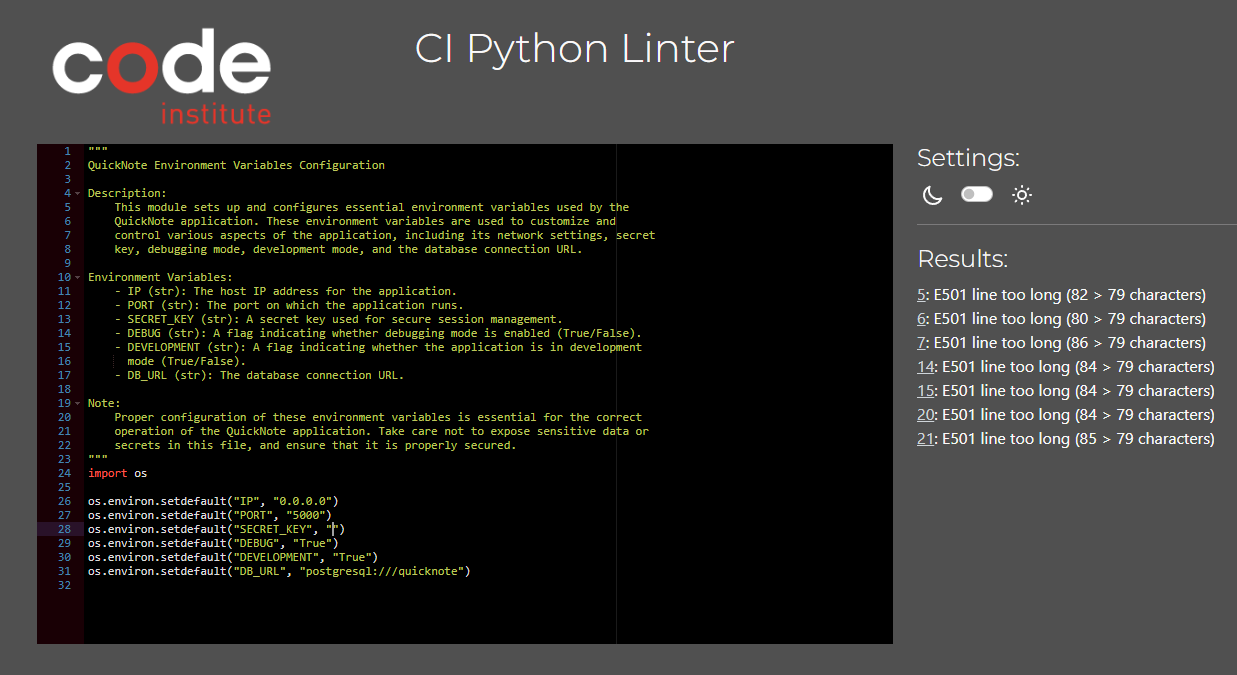 code
institute
CI Python Linter
1 """
2 QuickNote Environment Variables Configuration
3
4 Description:
5     This module sets up and configures essential environment variables used by the
6     QuickNote application. These environment variables are used to customize and
7     control various aspects of the application, including its network settings, secret
8     key, debugging mode, development mode, and the database connection URL.
9
10 Environment Variables:
11     - IP (str): The host IP address for the application.
12     - PORT (str): The port on which the application runs.
13     - SECRET_KEY (str): A secret key used for secure session management.
14     - DEBUG (str): A flag indicating whether debugging mode is enabled (True/False).
15     - DEVELOPMENT (str): A flag indicating whether the application is in development
16       mode (True/False).
17     - DB_URL (str): The database connection URL.
18
19 Note:
20     Proper configuration of these environment variables is essential for the correct
21     operation of the QuickNote application. Take care not to expose sensitive data or
22     secrets in this file, and ensure that it is properly secured.
23 """
24 import os
25
26 os.environ.setdefault("IP", "0.0.0.0")
27 os.environ.setdefault("PORT", "5000")
28 os.environ.setdefault("SECRET_KEY", "")
29 os.environ.setdefault("DEBUG", "True")
30 os.environ.setdefault("DEVELOPMENT", "True")
31 os.environ.setdefault("DB_URL", "postgresql:///quicknote")
32
Settings:
Results:
5: E501 line too long (82 > 79 characters)
6: E501 line too long (80 > 79 characters)
7: E501 line too long (86 > 79 characters)
14: E501 line too long (84 > 79 characters)
15: E501 line too long (84 > 79 characters)
20: E501 line too long (84 > 79 characters)
21: E501 line too long (85 > 79 characters)